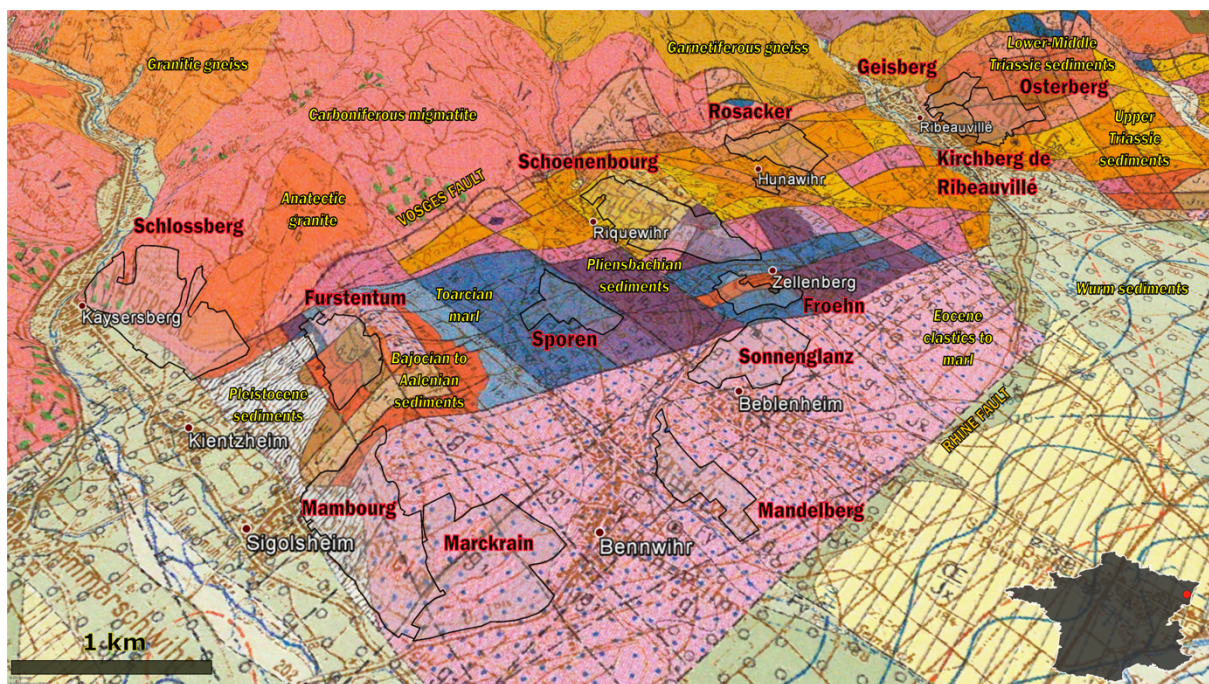 Granitic gneiss
Garnetiferous gneiss
Lower-Middle
Triassic sediments
Geisberg
Osterberg
Carboniferous migmatite
Rosacker
Ribeauvillé
Upper
Triassic
sediments
Schoenenbourg
Kirchberg de
Ribeauvillé
Hunawihr
VOSGES FAULT
Anatectic
granite
Schlossberg
Riquewihr
Pliensbachian
sediments
Zellenberg
Wurm sediments
Kaysersberg
Furstentum
Toarcian
marl
Froehn
Sporen
Eocene
clastics to
marl
Bajocian to
Aalenian
sediments
Sonnenglanz
Pleistocene
sediments
Beblenheim
RHINE FAULT
Kientzheim
Mambourg
Mandelberg
Sigolsheim
Marckrain
Bennwihr
1 km